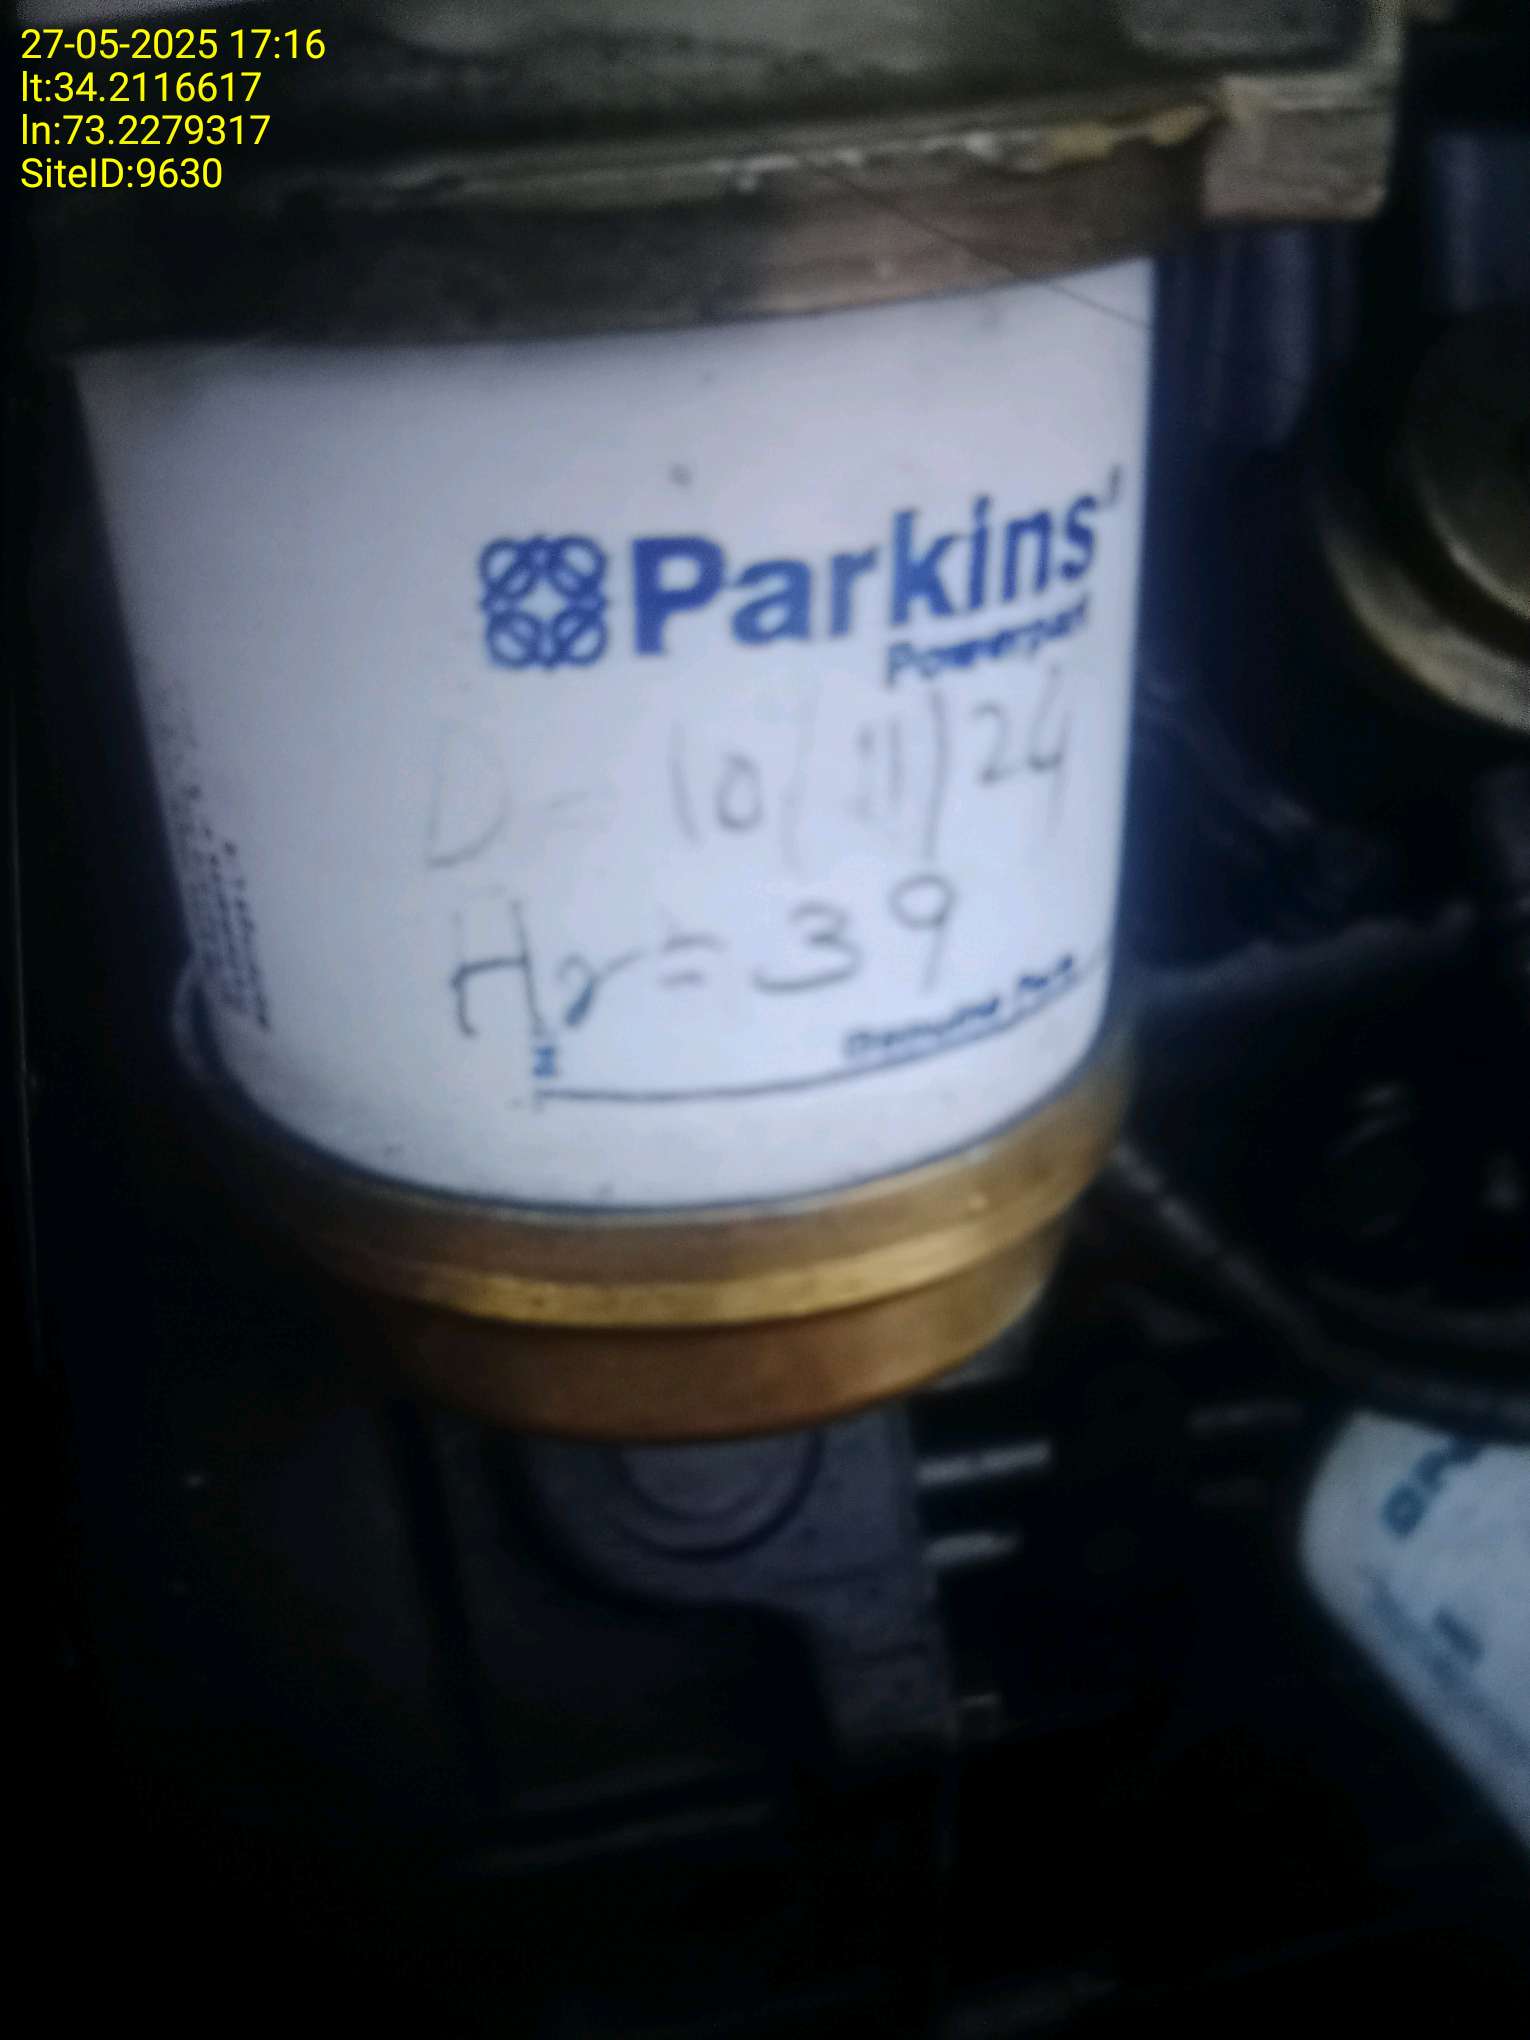 27-05-2025 17:16
lt:34.2116617
ln:73.2279317
SiteID:9630
Parkins
D - 10/11/24
Hr = 39